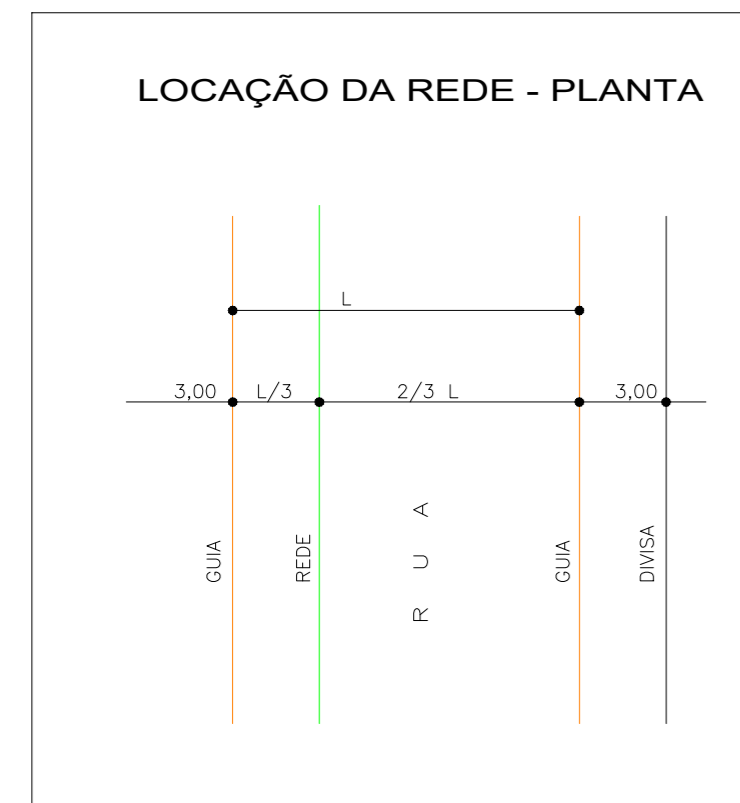 LOCAÇÃO DA REDE - PLANTA
L
3,00 L/3 2/3 L 3,00
GUIA
REDE
RUA
GUIA
DIVISA